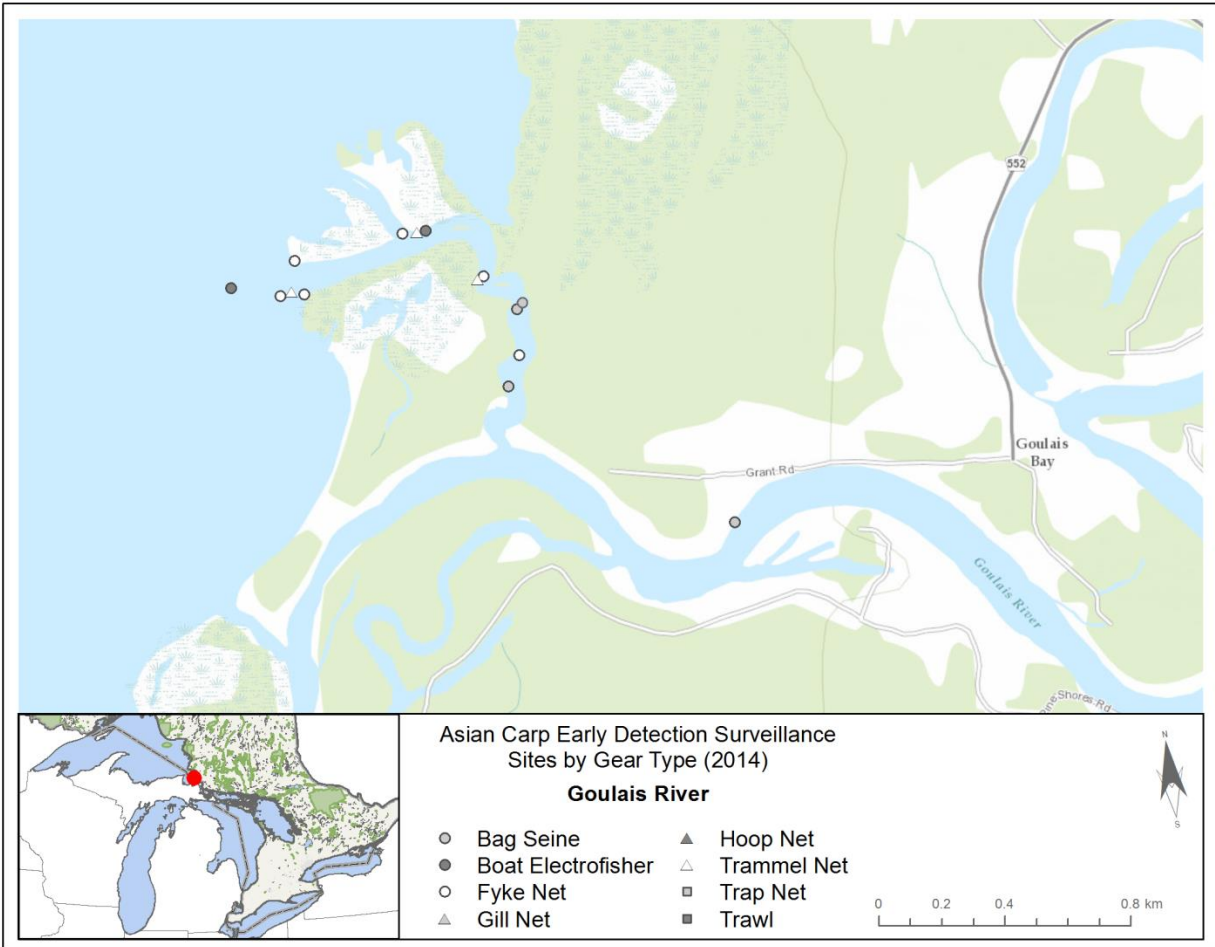 552
Goulais
Bay
Grant Rd
Goulais River
Pine Shores Rd
Asian Carp Early Detection Surveillance
Sites by Gear Type (2014)
Goulais River
Bag Seine
Boat Electrofisher
Fyke Net
Gill Net
Hoop Net
Trammel Net
Trap Net
Trawl
N
S
0 0.2 0.4 0.8 km